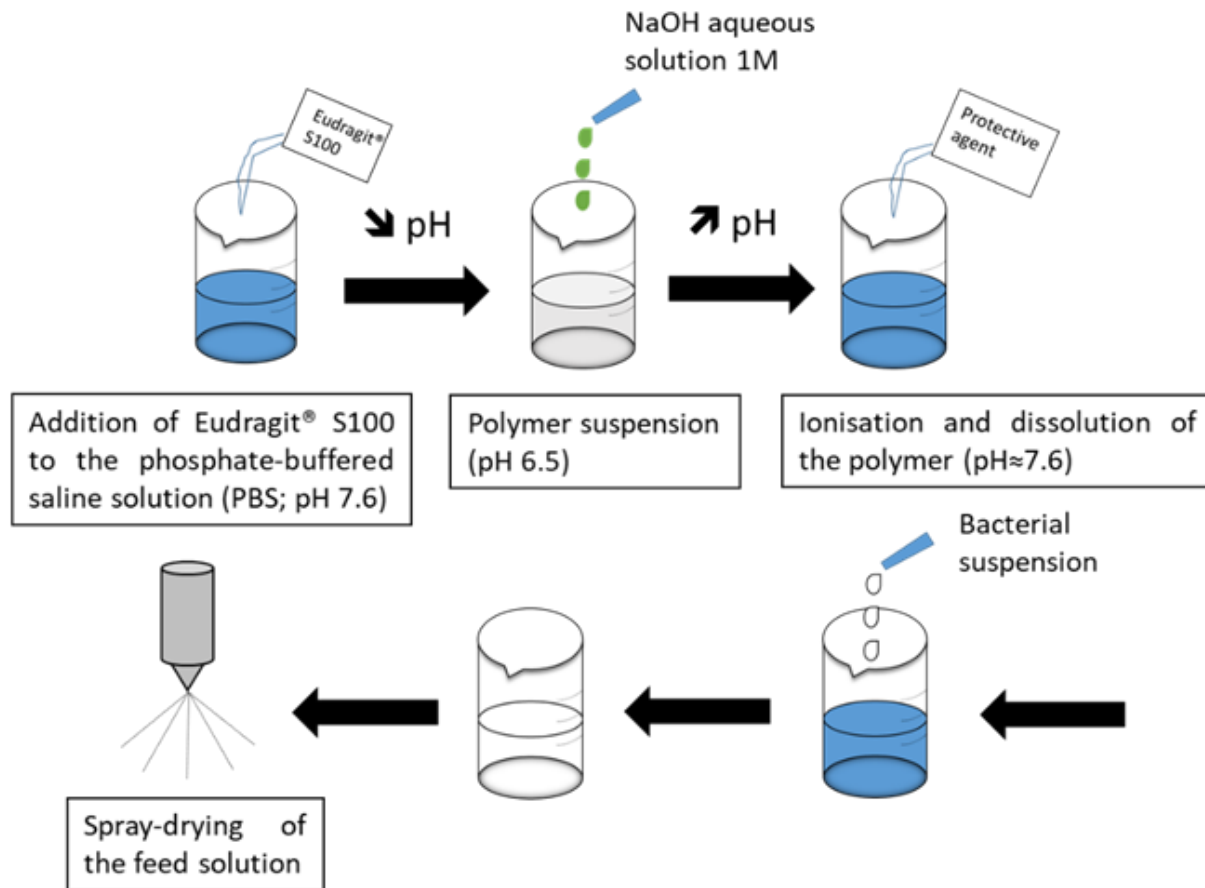 NaOH aqueous
solution 1M
Eudragit®
S100
Protective
agent
↘ pH
↗ pH
Addition of Eudragit® S100
to the phosphate-buffered
saline solution (PBS; pH 7.6)
Polymer suspension
(pH 6.5)
Ionisation and dissolution of
the polymer (pH≈7.6)
Bacterial
suspension
Spray-drying of
the feed solution